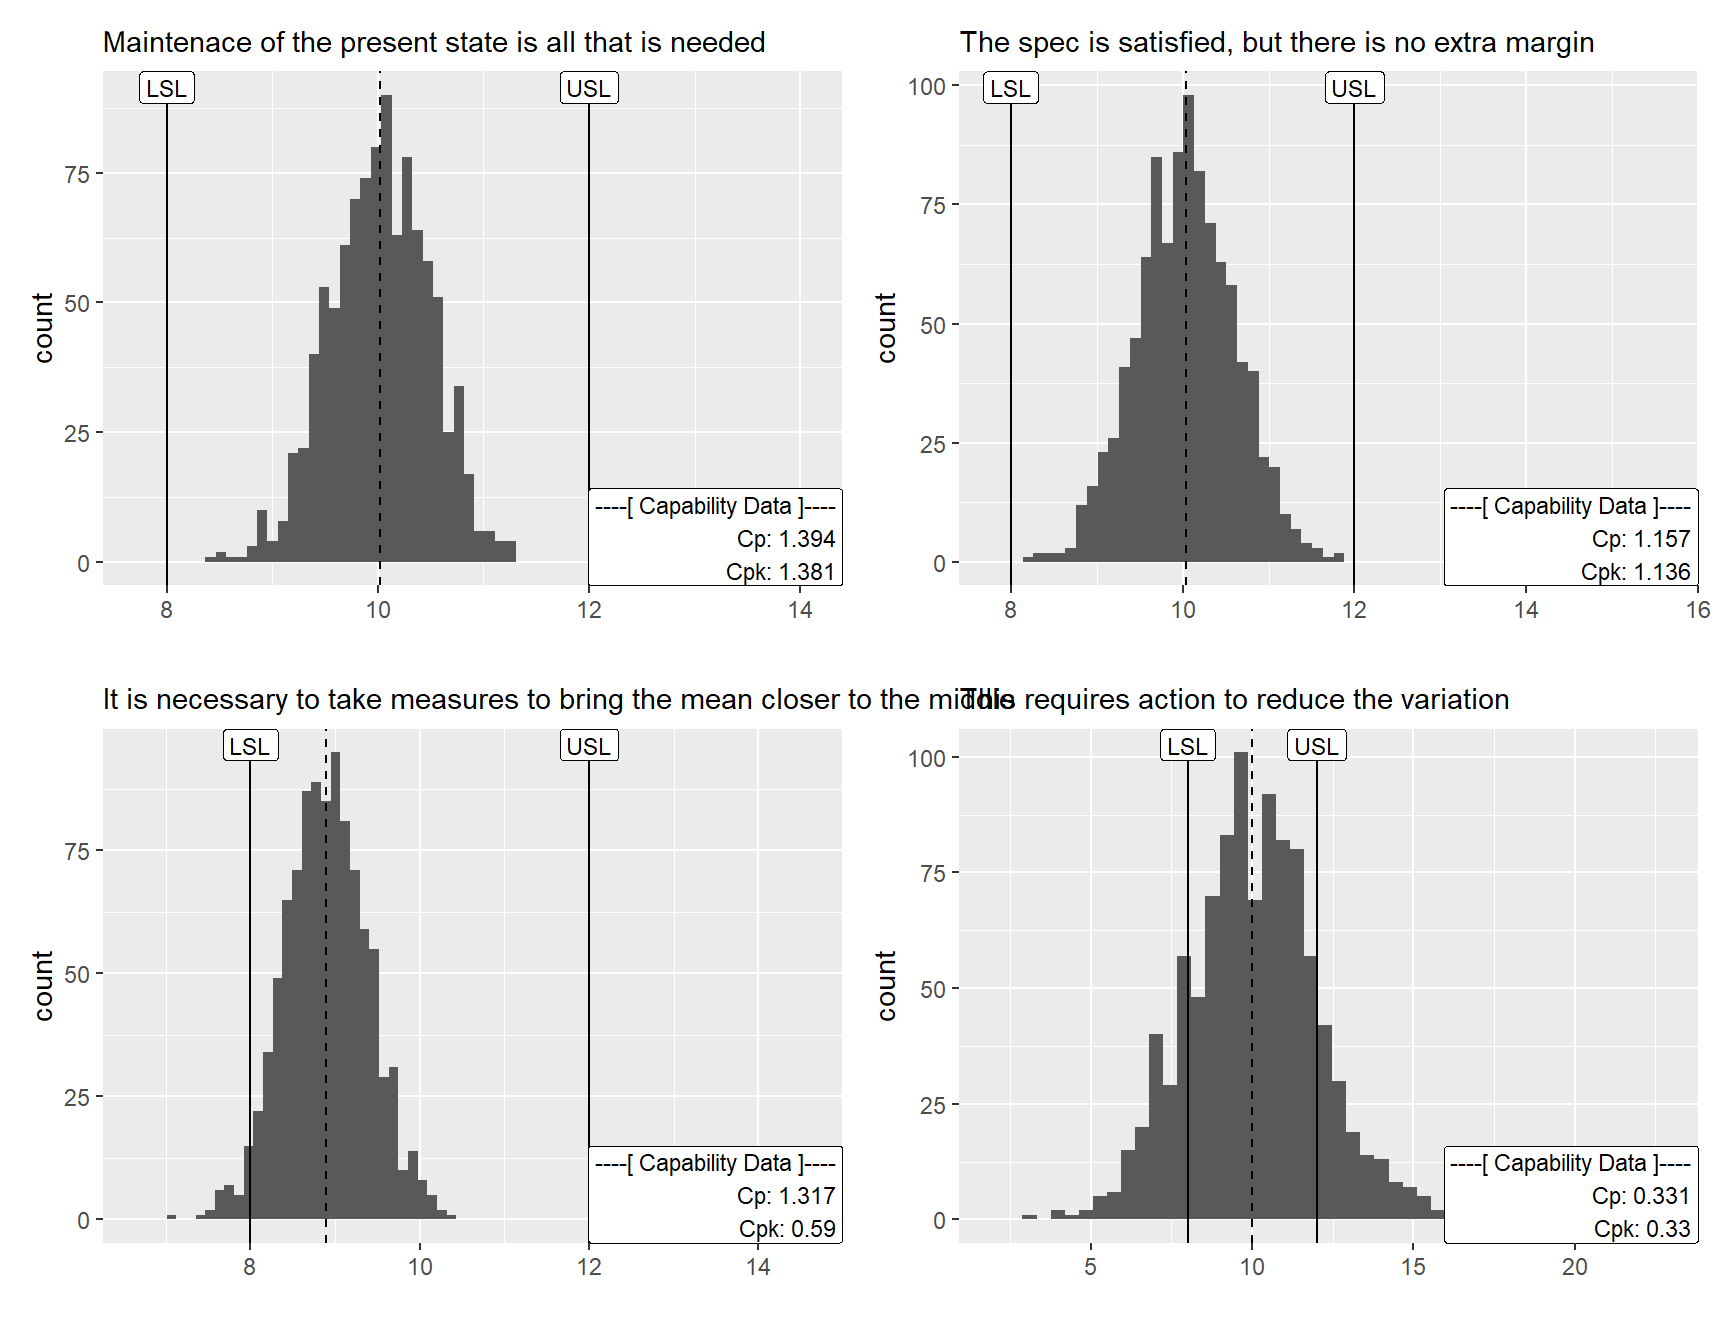 Maintenace of the present state is all that is needed
LSL
USL
count
75
50
25
0
----[ Capability Data ]----
Cp: 1.394
Cpk: 1.381
8
10
12
14
The spec is satisfied, but there is no extra margin
LSL
USL
count
100
75
50
25
0
----[ Capability Data ]----
Cp: 1.157
Cpk: 1.136
8
10
12
14
16
It is necessary to take measures to bring the mean closer to the middle
LSL
USL
count
75
50
25
0
----[ Capability Data ]----
Cp: 1.317
Cpk: 0.59
8
10
12
14
This requires action to reduce the variation
LSL
USL
count
100
75
50
25
0
----[ Capability Data ]----
Cp: 0.331
Cpk: 0.33
5
10
15
20